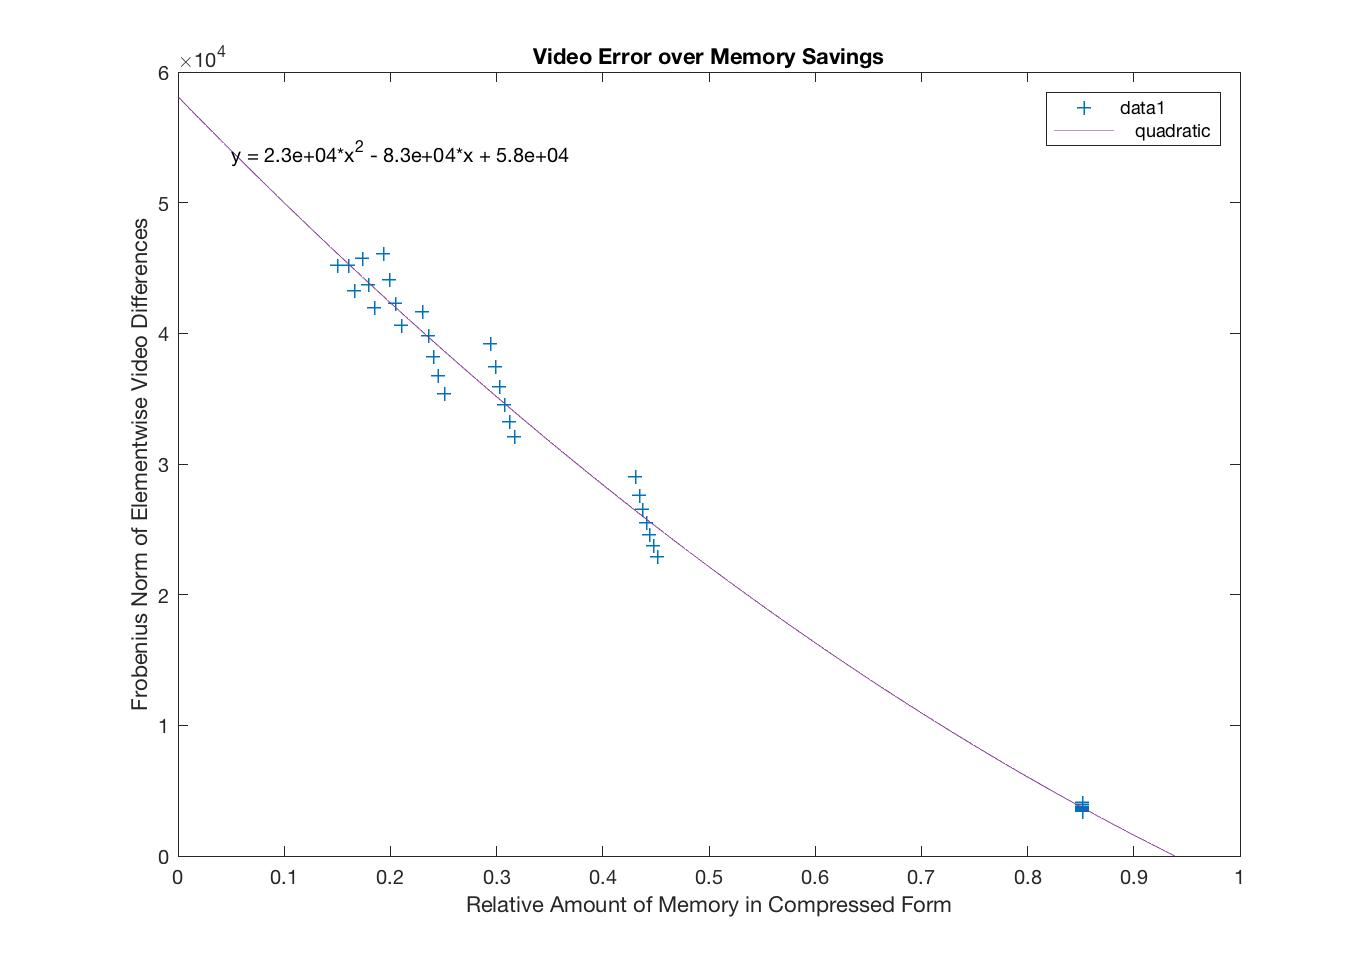 Video Error over Memory Savings
×10^4
data1
quadratic
y = 2.3e+04*x^2 - 8.3e+04*x + 5.8e+04
Frobenius Norm of Elementwise Video Differences
6
5
4
3
2
1
0
0 0.1 0.2 0.3 0.4 0.5 0.6 0.7 0.8 0.9 1
Relative Amount of Memory in Compressed Form